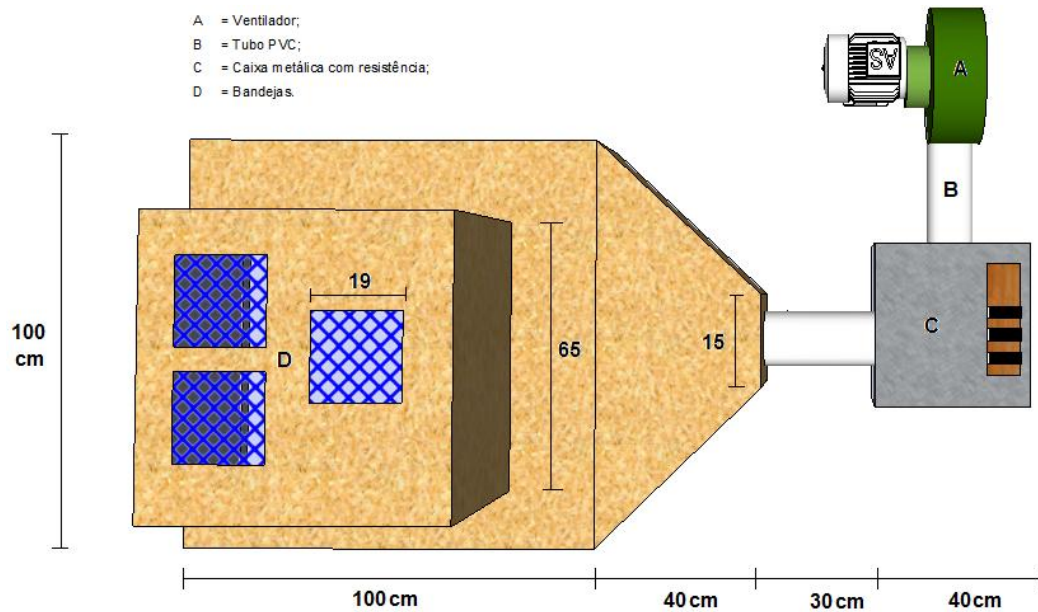 A = Ventilador;
B = Tubo PVC;
C = Caixa metálica com resistência;
D = Bandejas.
SA
A
B
C
19
D
65
15
100
cm
100 cm
40 cm
30 cm
40 cm